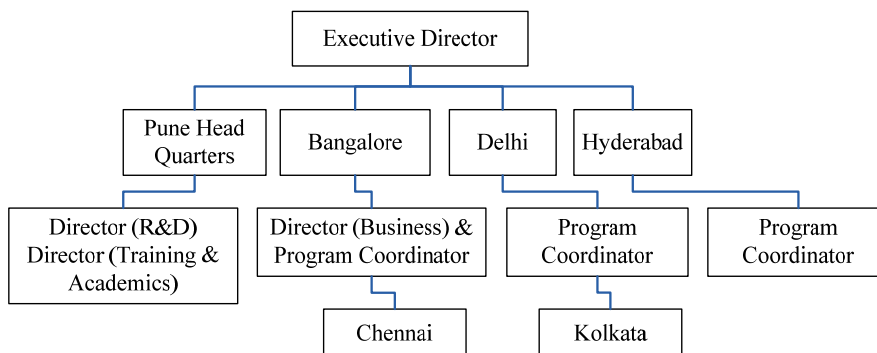 Executive Director
Pune Head
Quarters
Bangalore
Delhi
Hyderabad
Director (R&D)
Director (Training &
Academics)
Director (Business) &
Program Coordinator
Program
Coordinator
Program
Coordinator
Chennai
Kolkata